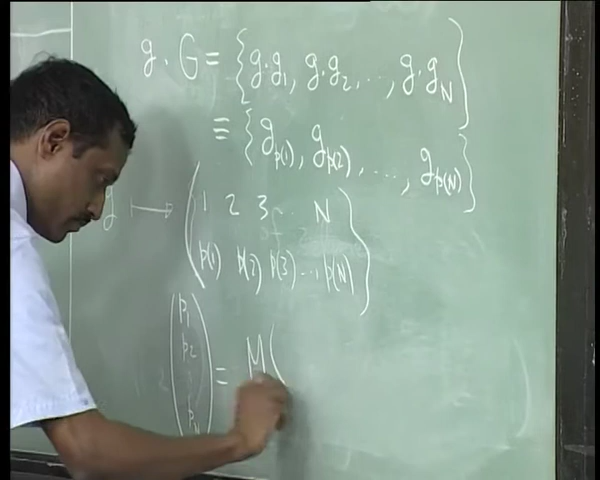 g · G = { g·g₁, g·g₂, ..., g·g_N }
≡ { g_p(1), g_p(2), ..., g_p(N) }
g ⟼ ( 1 2 3 ... N
p(1) p(2) p(3) ... p(N) )
( p₁
p₂
⋮
p_N ) = M (